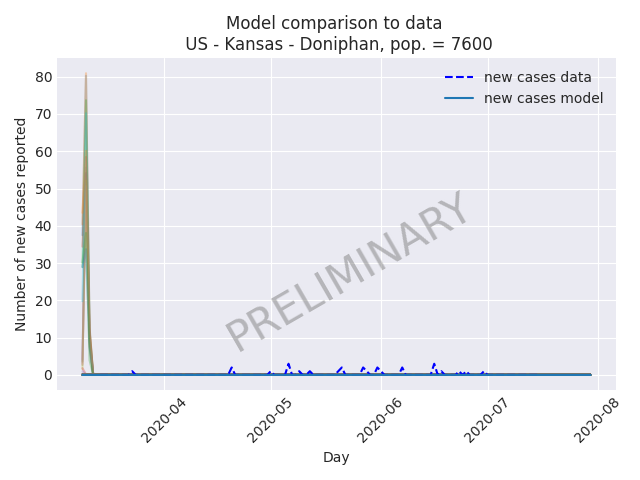 Model comparison to data
US - Kansas - Doniphan, pop. = 7600
new cases data
new cases model
80
70
60
50
40
30
20
10
0
Number of new cases reported
PRELIMINARY
2020-04
2020-05
2020-06
2020-07
2020-08
Day